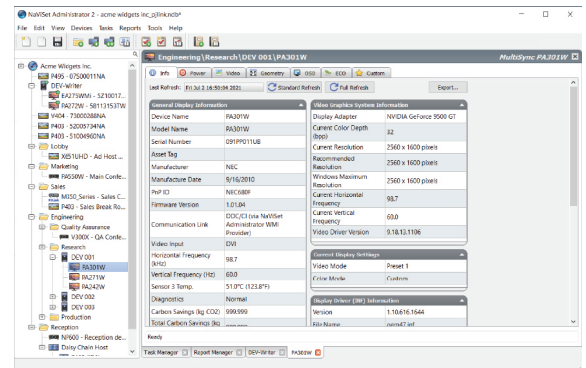 NaViSet Administrator 2 - acme widgets inc_pjlink.ndb*
File Edit View Devices Tasks Reports Tools Help
Acme Widgets Inc.
P495 - 07500011NA
DEV-Writer
EA275WMi - 5Z10017...
PA272W - 58113153TW
V404 - 73000288NA
P403 - 52005734NA
P403 - 51004960NA
Lobby
X651UHD - Ad Host ...
Marketing
PA550W - Main Confe...
Sales
M150_Series - Sales C...
P403 - Sales Break Ro...
Engineering
Quality Assurance
V300X - QA Confe...
Research
DEV 001
PA301W
PA271W
PA242W
DEV 002
DEV 003
Production
Reception
NP600 - Reception de...
Daisy Chain Host
Engineering\Research\DEV 001\PA301W
MultiSync PA301W
Info Power Video Geometry OSD ECO Custom
Last Refresh: Fri Jul 2 16:50:04 2021 Standard Refresh Full Refresh Export...
General Display Information
Device Name PA301W
Model Name PA301W
Serial Number 091PP011UB
Asset Tag
Manufacturer NEC
Manufacture Date 9/16/2010
PnP ID NEC680F
Firmware Version 1.01.04
Communication Link DDC/CI (via NaViSet Administrator WMI Provider)
Video Input DVI
Horizontal Frequency (kHz) 98.7
Vertical Frequency (Hz) 60.0
Sensor 3 Temp. 51.0°C (123.8°F)
Diagnostics Normal
Carbon Savings (kg CO2) 999.999
Total Carbon Savings (kg
Video Graphics System Information
Display Adapter NVIDIA GeForce 9500 GT
Current Color Depth (bpp) 32
Current Resolution 2560 x 1600 pixels
Recommended Resolution 2560 x 1600 pixels
Windows Maximum Resolution 2560 x 1600 pixels
Current Horizontal Frequency 98.7
Current Vertical Frequency 60.0
Video Driver Version 9.18.13.1106
Current Display Settings
Video Mode Preset 1
Color Mode Custom
Display Driver (INF) Information
Version 1.10.616.1644
File Name oem47.inf
Ready
Task Manager Report Manager DEV-Writer PA301W